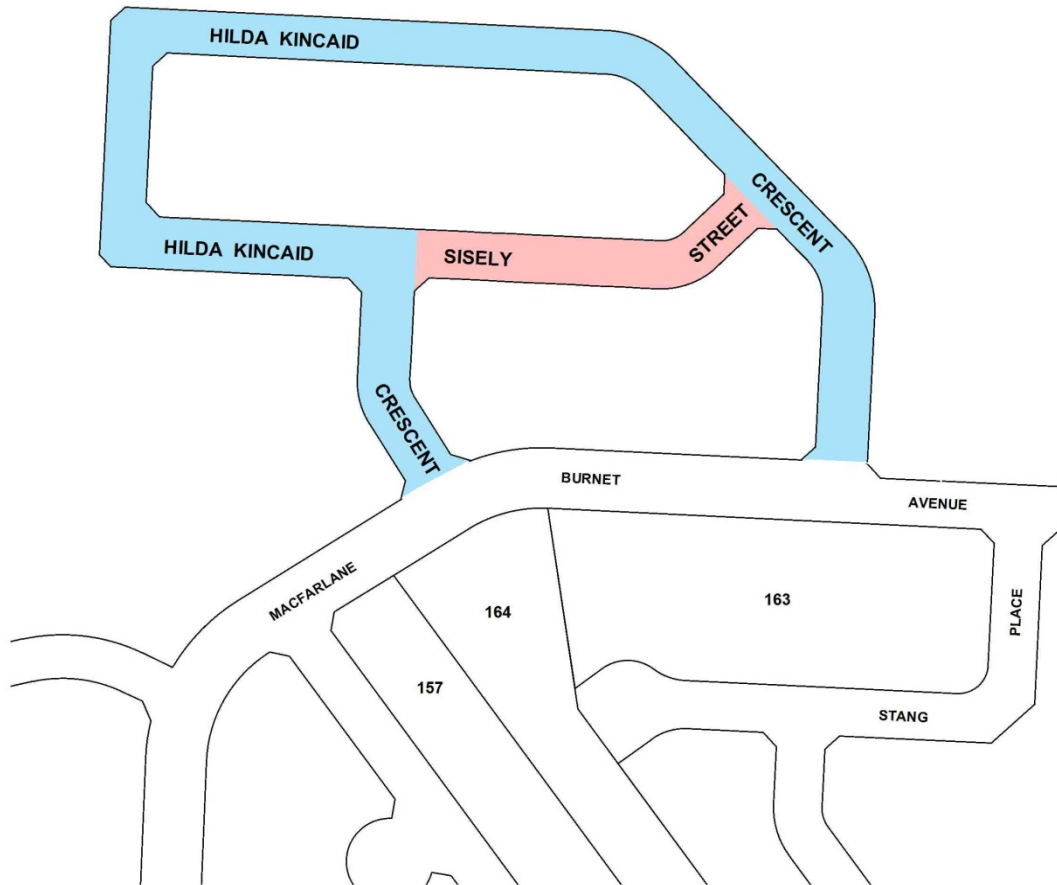 HILDA KINCAID
CRESCENT
HILDA KINCAID
SISELY
STREET
CRESCENT
BURNET
AVENUE
MACFARLANE
164
163
PLACE
157
STANG